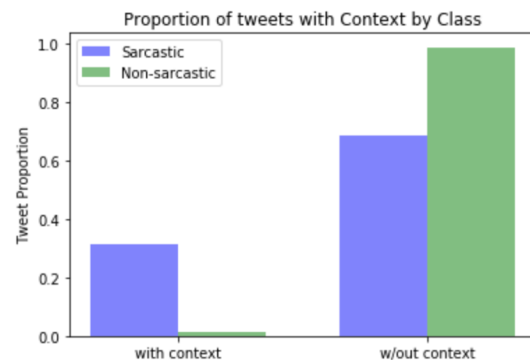 Proportion of tweets with Context by Class
Sarcastic
Non-sarcastic
Tweet Proportion
1.0
0.8
0.6
0.4
0.2
0.0
with context
w/out context